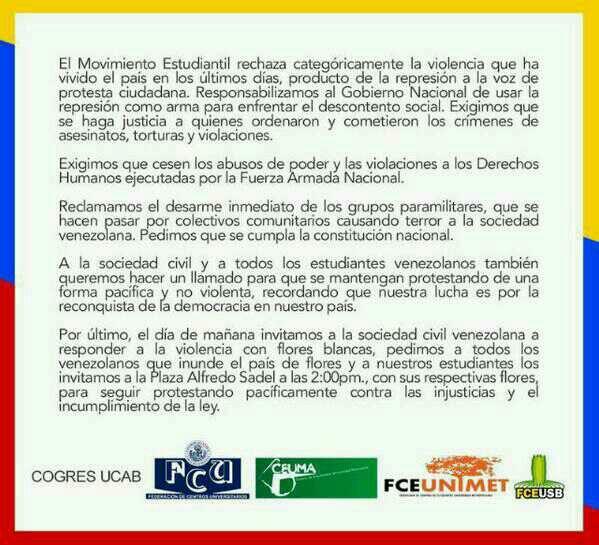 El Movimiento Estudiantil rechaza categóricamente la violencia que ha
vivido el país en los últimos días, producto de la represión a la voz de
protesta ciudadana. Responsabilizamos al Gobierno Nacional de usar la
represión como arma para enfrentar el descontento social. Exigimos que
se haga justicia a quienes ordenaron y cometieron los crímenes de
asesinatos, torturas y violaciones.
Exigimos que cesen los abusos de poder y las violaciones a los Derechos
Humanos ejecutadas por la Fuerza Armada Nacional.
Reclamamos el desarme inmediato de los grupos paramilitares, que se
hacen pasar por colectivos comunitarios causando terror a la sociedad
venezolana. Pedimos que se cumpla la constitución nacional.
A la sociedad civil y a todos los estudiantes venezolanos también
queremos hacer un llamado para que se mantengan protestando de una
forma pacífica y no violenta, recordando que nuestra lucha es por la
reconquista de la democracia en nuestro país.
Por último, el día de mañana invitamos a la sociedad civil venezolana a
responder a la violencia con flores blancas, pedimos a todos los
venezolanos que inunde el país de flores y a nuestros estudiantes los
invitamos a la Plaza Alfredo Sadel a las 2:00pm., con sus respectivas flores,
para seguir protestando pacíficamente contra las injusticias y el
incumplimiento de la ley.
COGRES UCAB
FCU
FEDERACIÓN DE CENTROS UNIVERSITARIOS
CEUMA
FCEUNIMET
FCEUSB